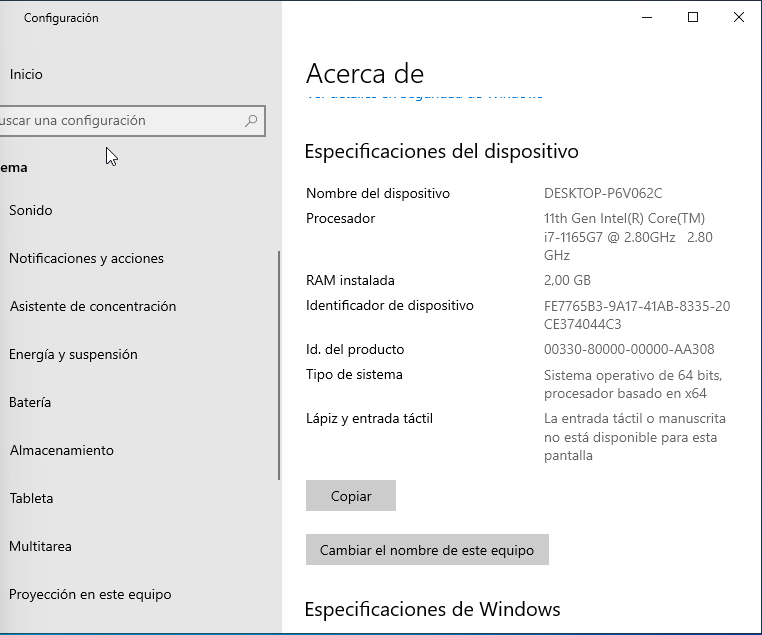 Configuración
Inicio
uscar una configuración
ema
Sonido
Notificaciones y acciones
Asistente de concentración
Energía y suspensión
Batería
Almacenamiento
Tableta
Multitarea
Proyección en este equipo
Acerca de
Especificaciones del dispositivo
Nombre del dispositivo DESKTOP-P6V062C
Procesador 11th Gen Intel(R) Core(TM)
i7-1165G7 @ 2.80GHz 2.80
GHz
RAM instalada 2,00 GB
Identificador de dispositivo FE7765B3-9A17-41AB-8335-20
CE374044C3
Id. del producto 00330-80000-00000-AA308
Tipo de sistema Sistema operativo de 64 bits,
procesador basado en x64
Lápiz y entrada táctil La entrada táctil o manuscrita
no está disponible para esta
pantalla
Copiar
Cambiar el nombre de este equipo
Especificaciones de Windows